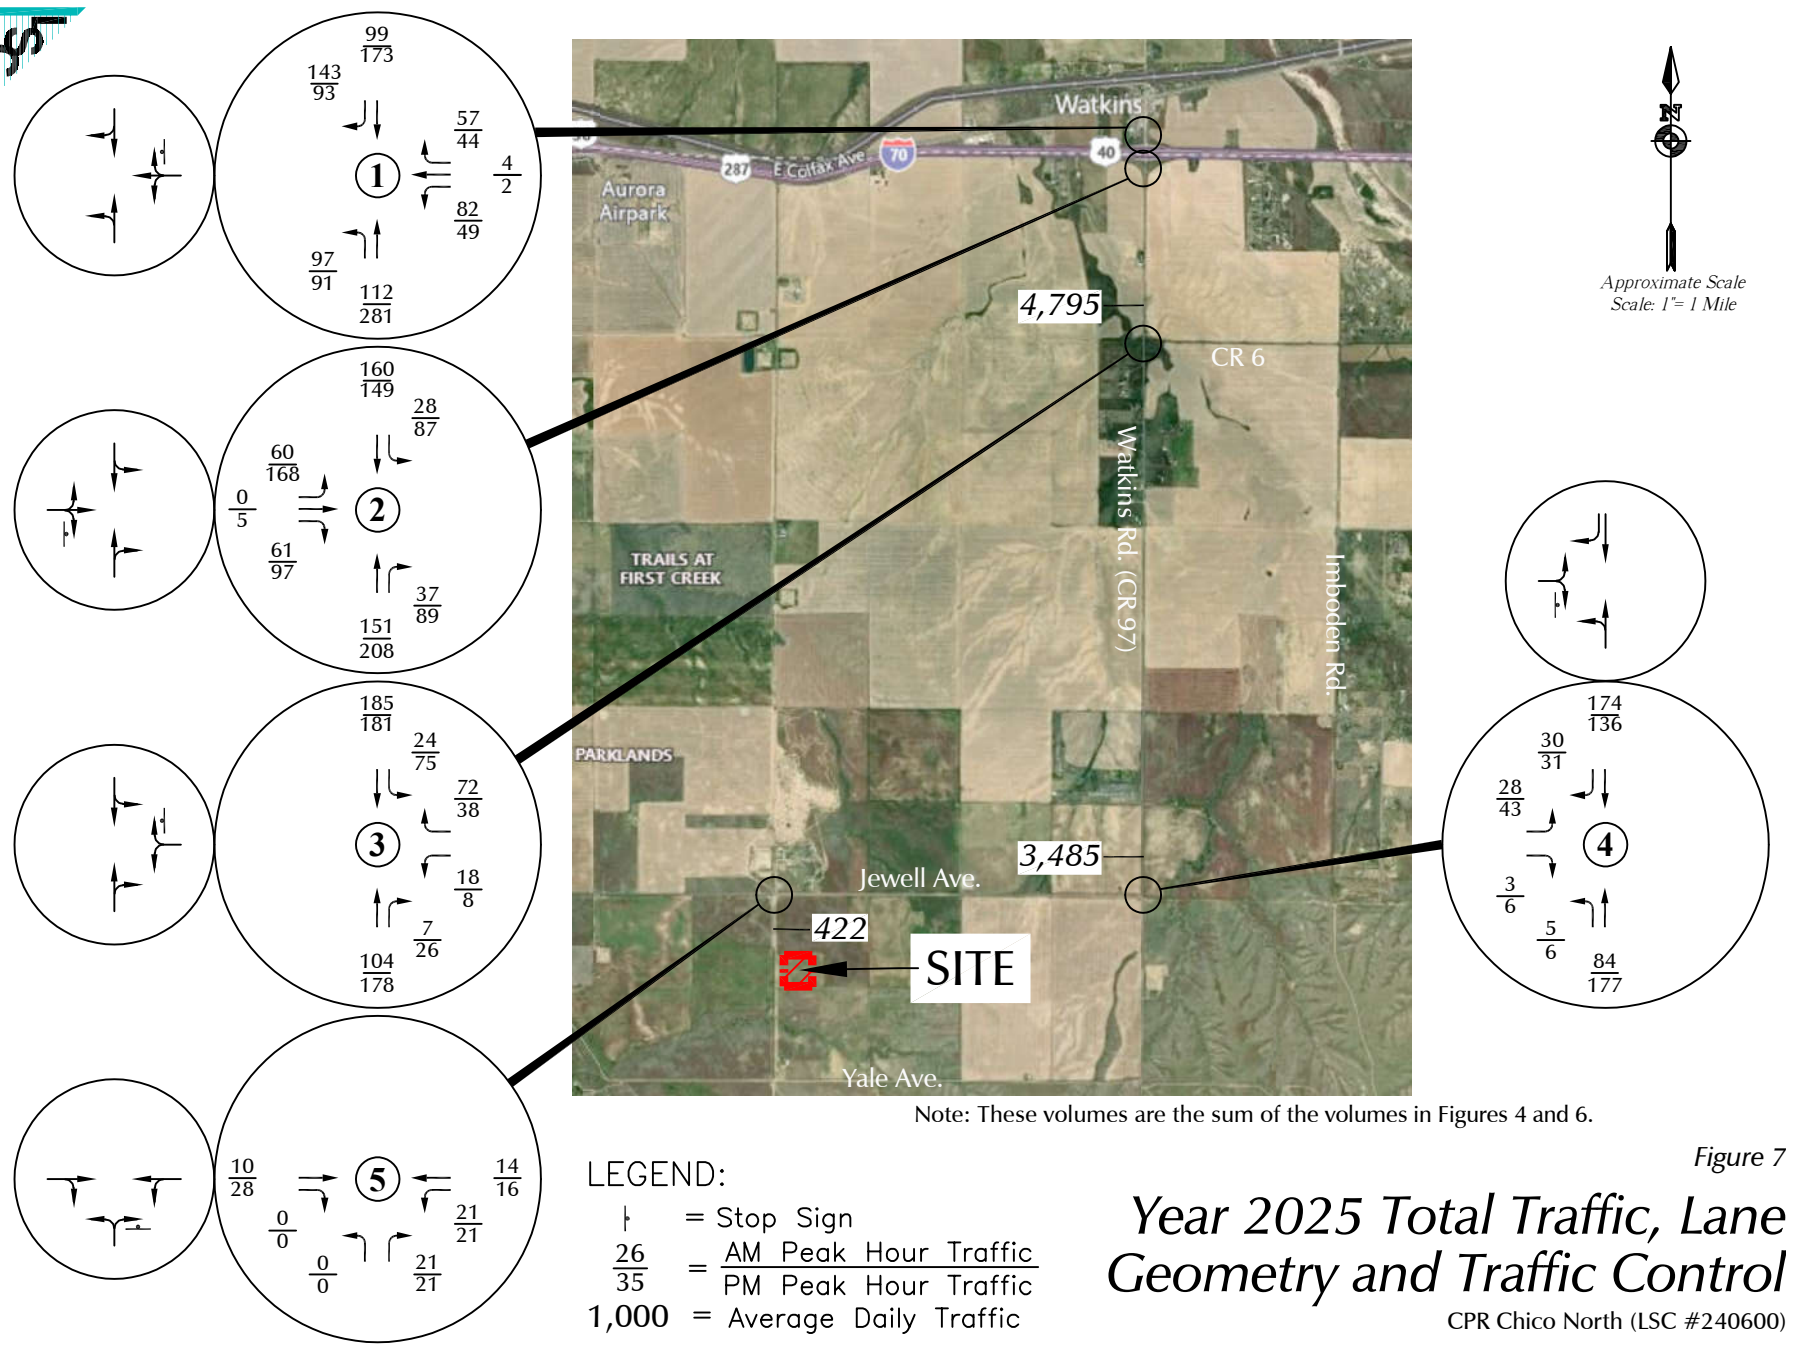 99
173
143
93
57
44
4
2
82
49
97
91
112
281
1
160
149
28
87
60
168
0
5
61
97
37
89
151
208
2
185
181
24
75
72
38
18
8
7
26
104
178
3
10
28
14
16
0
0
21
21
0
0
21
21
5
Watkins
40
70
287
E Colfax Ave
Aurora
Airpark
4,795
CR 6
Watkins Rd. (CR 97)
Imboden Rd.
TRAILS AT
FIRST CREEK
PARKLANDS
3,485
Jewell Ave.
422
SITE
Yale Ave.
N
Approximate Scale
Scale: 1"= 1 Mile
174
136
30
31
28
43
3
6
5
6
84
177
4
Note: These volumes are the sum of the volumes in Figures 4 and 6.
LEGEND:
= Stop Sign
26
35
= AM Peak Hour Traffic
PM Peak Hour Traffic
1,000 = Average Daily Traffic
Figure 7
Year 2025 Total Traffic, Lane
Geometry and Traffic Control
CPR Chico North (LSC #240600)